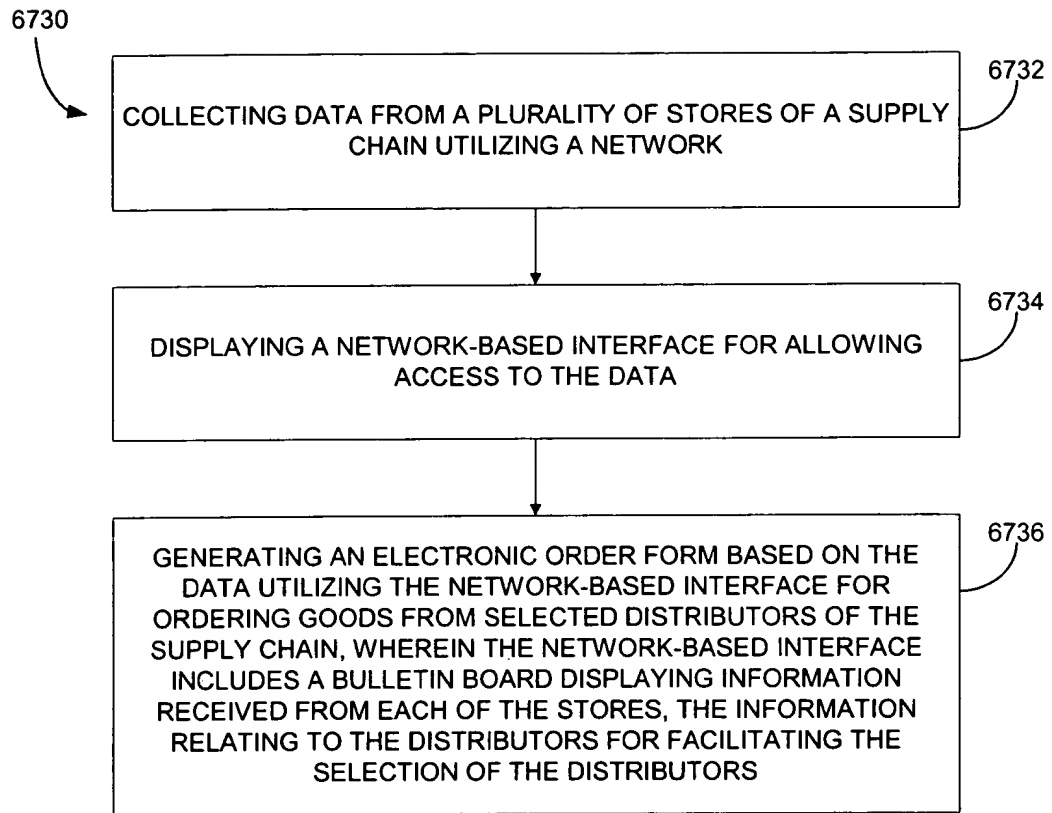 6730
6732
COLLECTING DATA FROM A PLURALITY OF STORES OF A SUPPLY
CHAIN UTILIZING A NETWORK
6734
DISPLAYING A NETWORK-BASED INTERFACE FOR ALLOWING
ACCESS TO THE DATA
6736
GENERATING AN ELECTRONIC ORDER FORM BASED ON THE
DATA UTILIZING THE NETWORK-BASED INTERFACE FOR
ORDERING GOODS FROM SELECTED DISTRIBUTORS OF THE
SUPPLY CHAIN, WHEREIN THE NETWORK-BASED INTERFACE
INCLUDES A BULLETIN BOARD DISPLAYING INFORMATION
RECEIVED FROM EACH OF THE STORES, THE INFORMATION
RELATING TO THE DISTRIBUTORS FOR FACILITATING THE
SELECTION OF THE DISTRIBUTORS